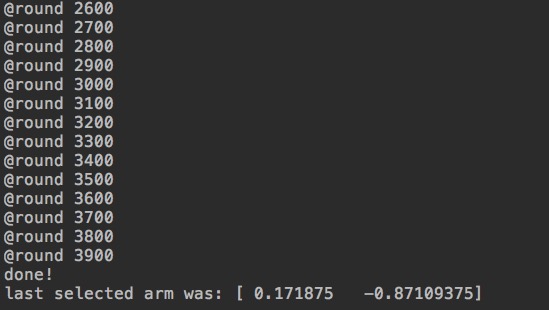 @round 2600
@round 2700
@round 2800
@round 2900
@round 3000
@round 3100
@round 3200
@round 3300
@round 3400
@round 3500
@round 3600
@round 3700
@round 3800
@round 3900
done!
last selected arm was: [ 0.171875   -0.87109375]